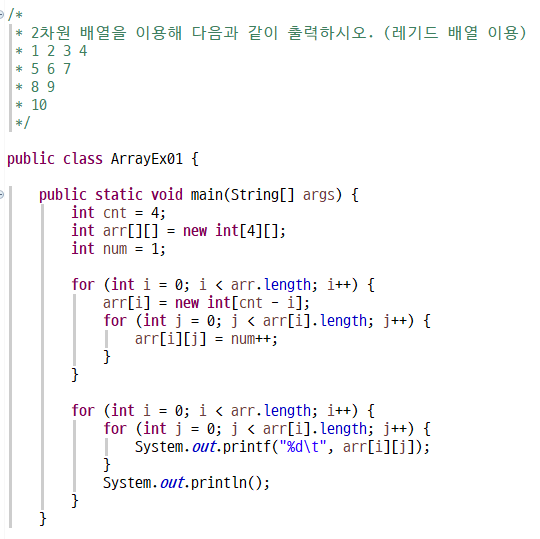 /*
* 2차원 배열을 이용해 다음과 같이 출력하시오. (레기드 배열 이용)
* 1 2 3 4
* 5 6 7
* 8 9
* 10
*/
public class ArrayEx01 {
public static void main(String[] args) {
int cnt = 4;
int arr[][] = new int[4][];
int num = 1;
for (int i = 0; i < arr.length; i++) {
arr[i] = new int[cnt - i];
for (int j = 0; j < arr[i].length; j++) {
arr[i][j] = num++;
}
}
for (int i = 0; i < arr.length; i++) {
for (int j = 0; j < arr[i].length; j++) {
System.out.printf("%d\t", arr[i][j]);
}
System.out.println();
}
}